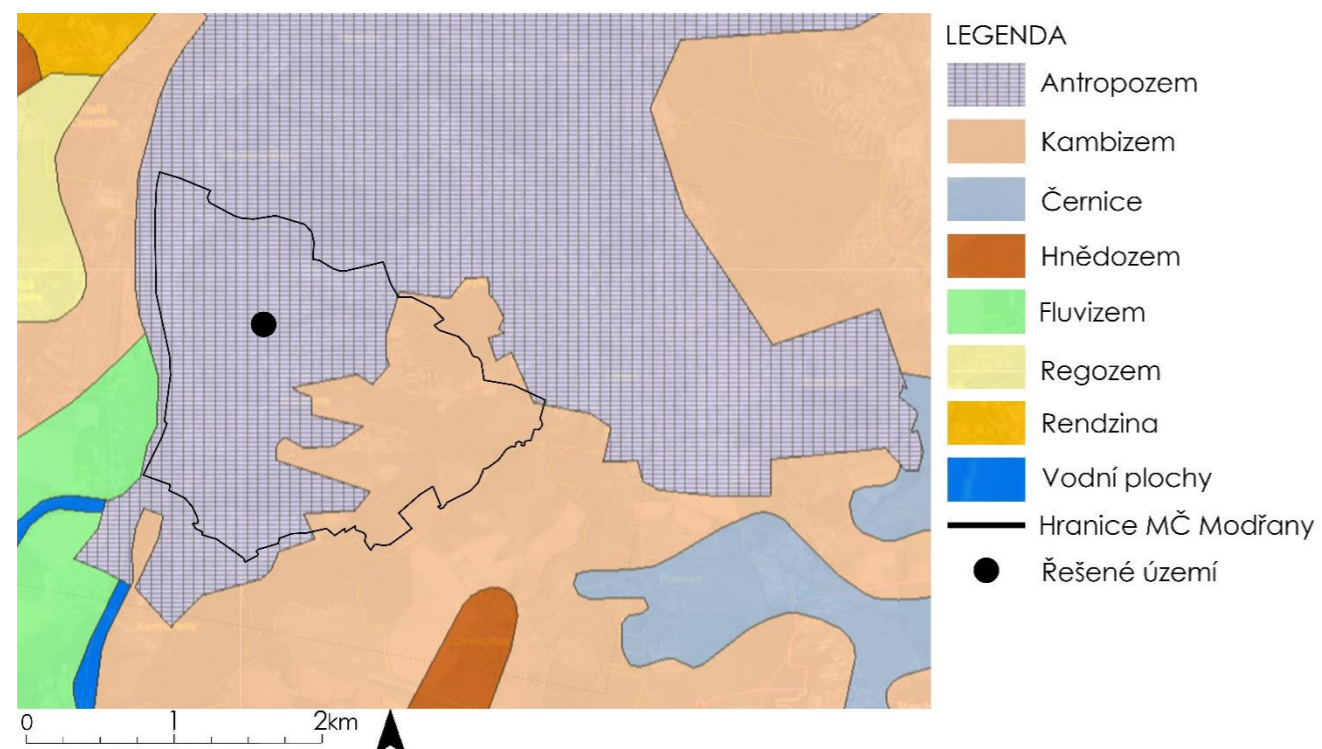 LEGENDA
Antropozem
Kambizem
Černice
Hnědozem
Fluvizem
Regozem
Rendzina
Vodní plochy
Hranice MČ Modřany
Řešené území
0 1 2km